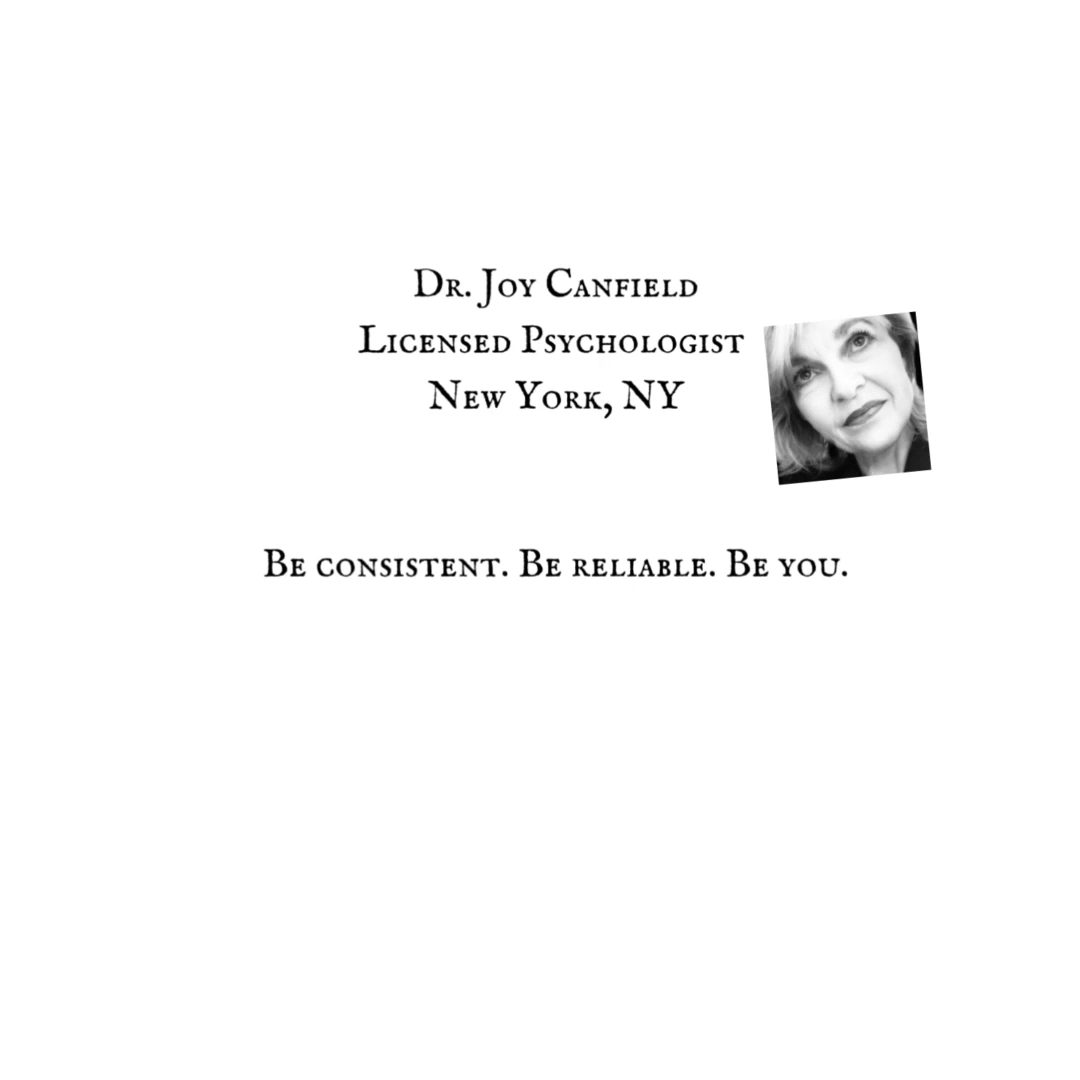 Dr. Joy Canfield
Licensed Psychologist
New York, NY
Be consistent. Be reliable. Be you.